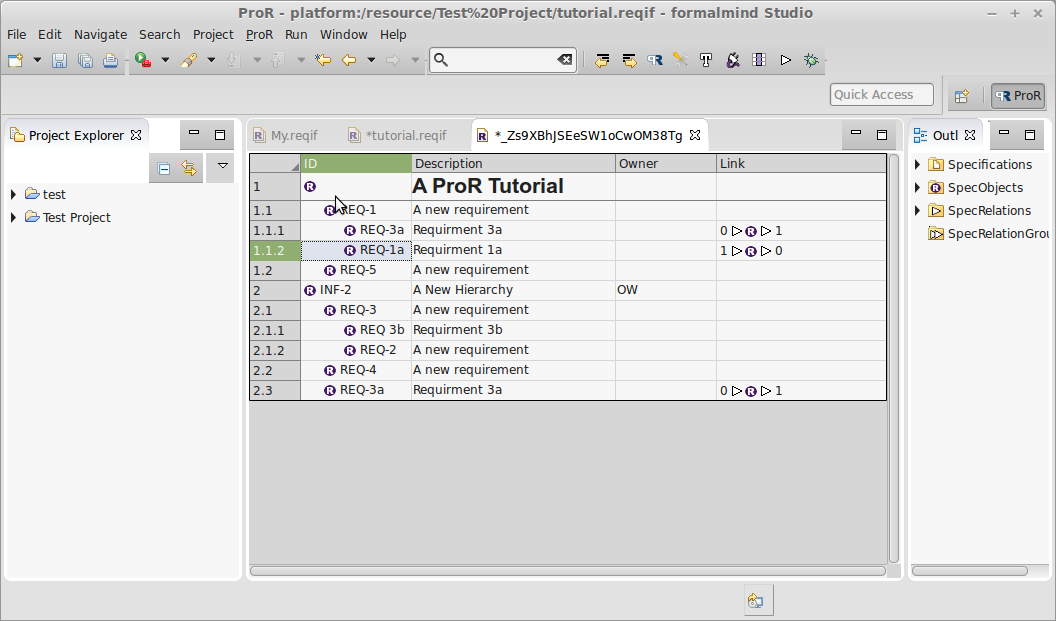 ProR - platform:/resource/Test%20Project/tutorial.reqif - formalmind Studio
File Edit Navigate Search Project ProR Run Window Help
Quick Access
ProR
Project Explorer
test
Test Project
My.reqif *tutorial.reqif *_Zs9XBhJSEeSW1oCwOM38Tg
ID Description Owner Link
1 A ProR Tutorial
1.1 REQ-1 A new requirement
1.1.1 REQ-3a Requirment 3a 0 R 1
1.1.2 REQ-1a Requirment 1a 1 R 0
1.2 REQ-5 A new requirement
2 INF-2 A New Hierarchy OW
2.1 REQ-3 A new requirement
2.1.1 REQ 3b Requirment 3b
2.1.2 REQ-2 A new requirement
2.2 REQ-4 A new requirement
2.3 REQ-3a Requirment 3a 0 R 1
Outl
Specifications
SpecObjects
SpecRelations
SpecRelationGrou